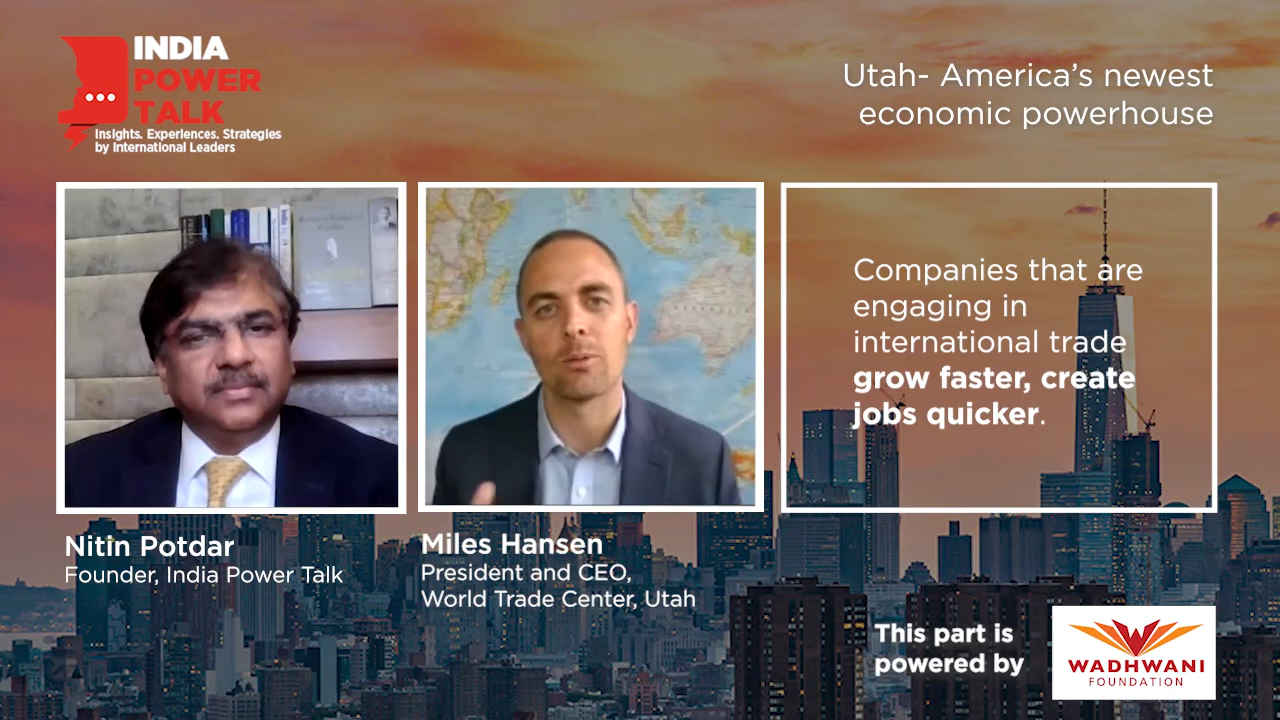 INDIA
POWER
TALK
Insights. Experiences. Strategies
by International Leaders
Utah- America’s newest
economic powerhouse
Companies that are
engaging in
international trade
grow faster, create
jobs quicker.
Nitin Potdar
Founder, India Power Talk
Miles Hansen
President and CEO,
World Trade Center, Utah
This part is
powered by
WADHWANI
FOUNDATION